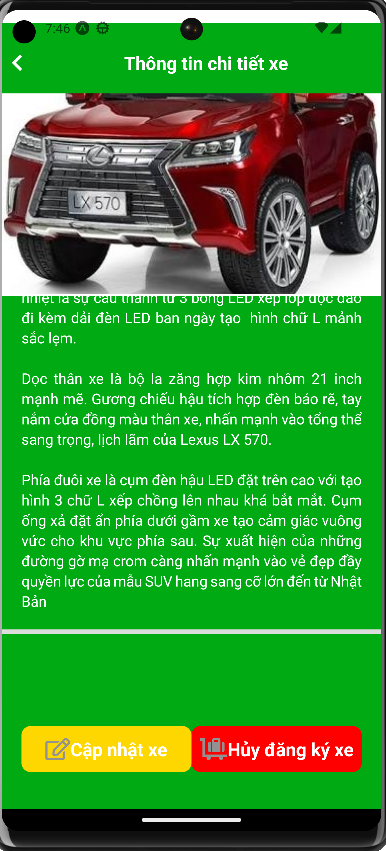 7:46
Thông tin chi tiết xe
LX 570
nhiệt là sự cấu thành từ 3 bóng LED xếp lớp độc đáo
đi kèm dải đèn LED ban ngày tạo hình chữ L mảnh
sắc lẹm.
Dọc thân xe là bộ la zăng hợp kim nhôm 21 inch
mạnh mẽ. Gương chiếu hậu tích hợp đèn báo rẽ, tay
nắm cửa đồng màu thân xe, nhấn mạnh vào tổng thể
sang trọng, lịch lãm của Lexus LX 570.
Phía đuôi xe là cụm đèn hậu LED đặt trên cao với tạo
hình 3 chữ L xếp chồng lên nhau khá bắt mắt. Cụm
ống xả đặt ẩn phía dưới gầm xe tạo cảm giác vuông
vức cho khu vực phía sau. Sự xuất hiện của những
đường gờ mạ crom càng nhấn mạnh vào vẻ đẹp đầy
quyền lực của mẫu SUV hang sang cỡ lớn đến từ Nhật
Bản
Cập nhật xe
Hủy đăng ký xe